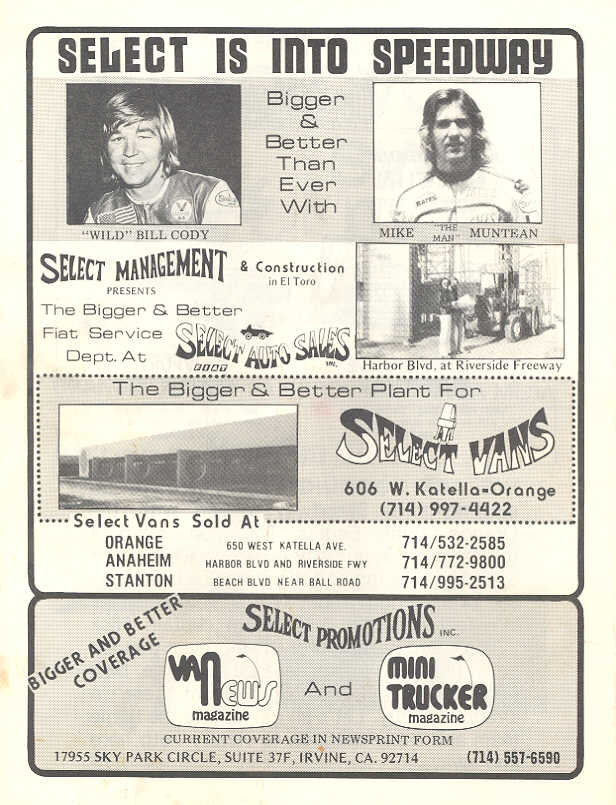 SELECT IS INTO SPEEDWAY
Bigger
&
Better
Than
Ever
With
"WILD" BILL CODY
BATES
MIKE "THE MAN" MUNTEAN
SELECT MANAGEMENT & Construction
in El Toro
PRESENTS
The Bigger & Better
Fiat Service
Dept. At
SELECT AUTO SALES INC.
FIAT
Harbor Blvd. at Riverside Freeway
The Bigger & Better Plant For
SELECT VANS
606 W. Katella-Orange
(714) 997-4422
Select Vans Sold At
ORANGE 650 WEST KATELLA AVE. 714/532-2585
ANAHEIM HARBOR BLVD AND RIVERSIDE FWY 714/772-9800
STANTON BEACH BLVD NEAR BALL ROAD 714/995-2513
BIGGER AND BETTER
COVERAGE
SELECT PROMOTIONS INC.
VAN
NEWS
magazine
And
MINI
TRUCKER
magazine
CURRENT COVERAGE IN NEWSPRINT FORM
17955 SKY PARK CIRCLE, SUITE 37F, IRVINE, CA. 92714 (714) 557-6590